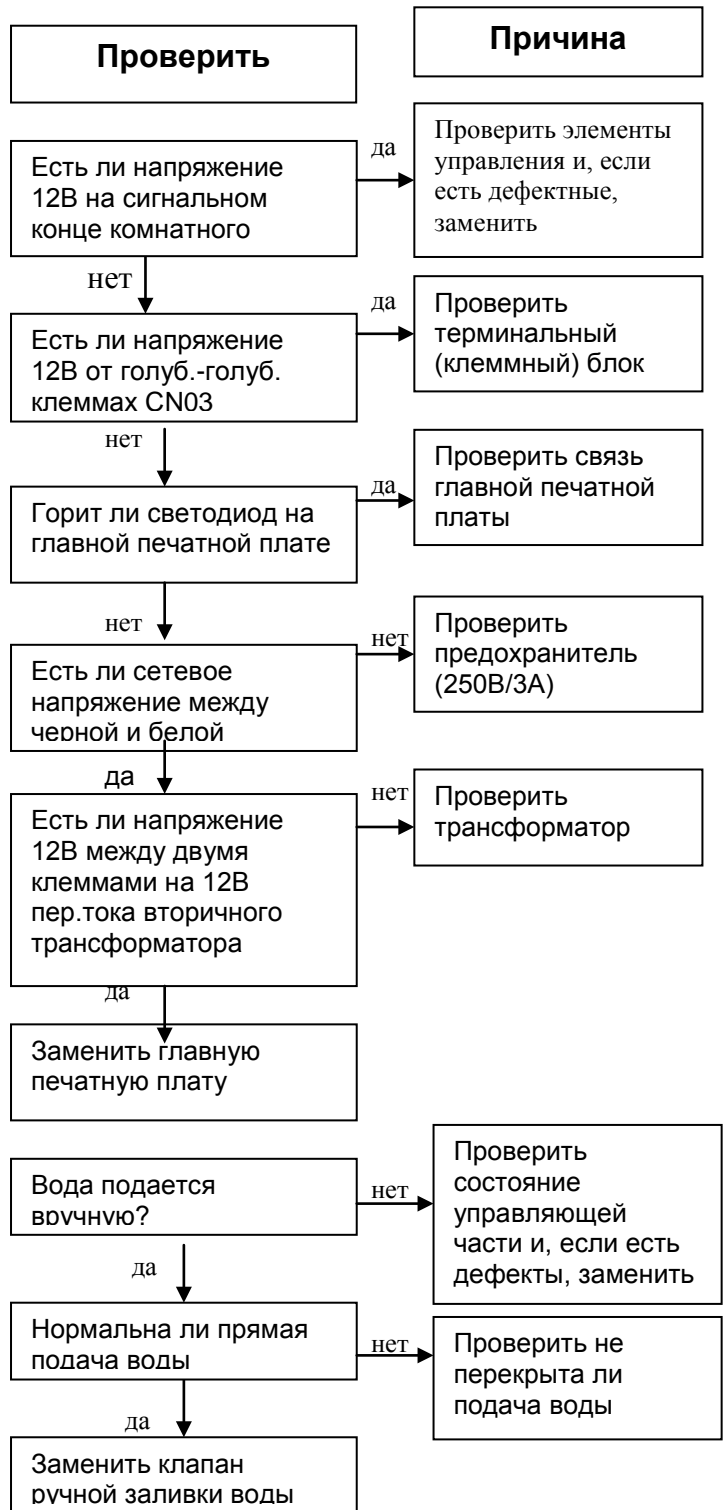 Проверить
Причина
Есть ли напряжение
12В на сигнальном
конце комнатного
да
Проверить элементы
управления и, если
есть дефектные,
заменить
нет
Есть ли напряжение
12В от голуб.-голуб.
клеммах CN03
да
Проверить
терминальный
(клеммный) блок
нет
Горит ли светодиод на
главной печатной плате
да
Проверить связь
главной печатной
платы
нет
Есть ли сетевое
напряжение между
черной и белой
нет
Проверить
предохранитель
(250В/3А)
да
Есть ли напряжение
12В между двумя
клеммами на 12В
пер.тока вторичного
трансформатора
нет
Проверить
трансформатор
да
Заменить главную
печатную плату
Вода подается
вручную?
нет
Проверить
состояние
управляющей
части и, если есть
дефекты, заменить
да
Нормальна ли прямая
подача воды
нет
Проверить не
перекрыта ли
подача воды
да
Заменить клапан
ручной заливки воды